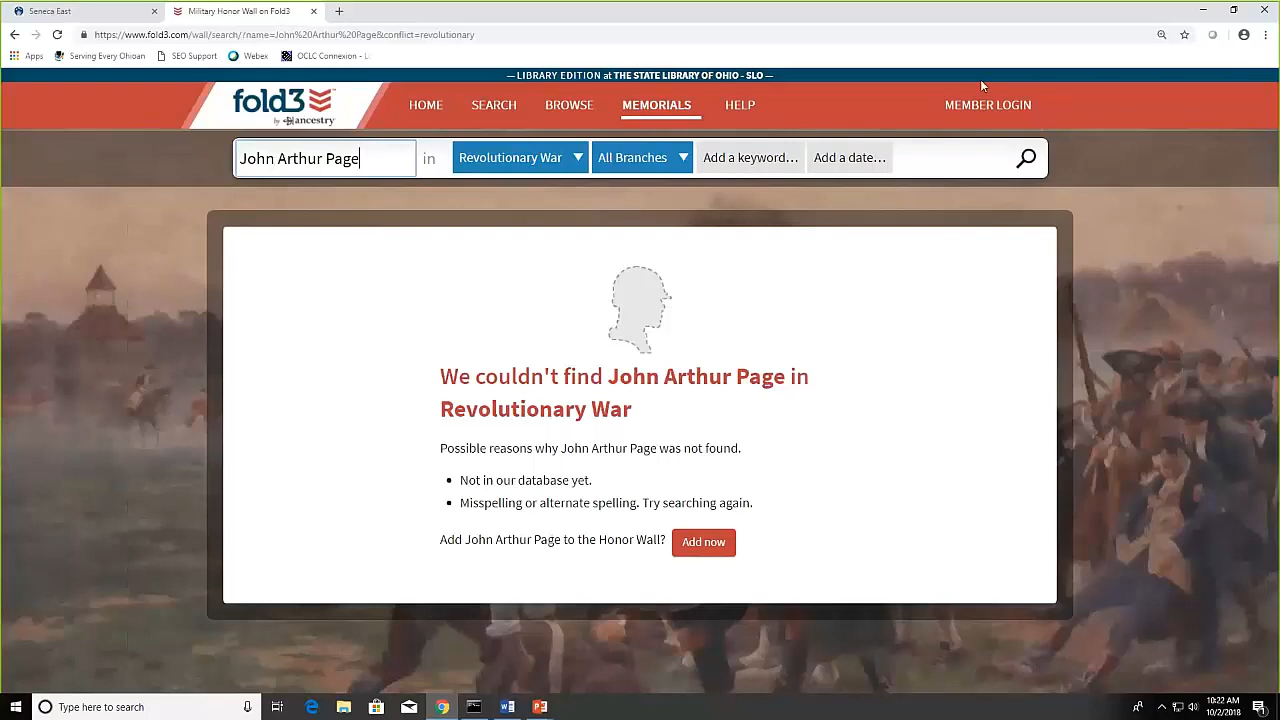 Seneca East
Military Honor Wall on Fold3
https://www.fold3.com/wall/search/?name=John%20Arthur%20Page&conflict=revolutionary
Apps Serving Every Ohioan SEO Support Webex OCLC Connexion - Lo
— LIBRARY EDITION at THE STATE LIBRARY OF OHIO - SLO —
fold3
by ancestry
HOME SEARCH BROWSE MEMORIALS HELP MEMBER LOGIN
John Arthur Page in Revolutionary War All Branches Add a keyword... Add a date...
We couldn't find John Arthur Page in
Revolutionary War
Possible reasons why John Arthur Page was not found.
Not in our database yet.
Misspelling or alternate spelling. Try searching again.
Add John Arthur Page to the Honor Wall? Add now
Type here to search
10:22 AM
10/2/2018